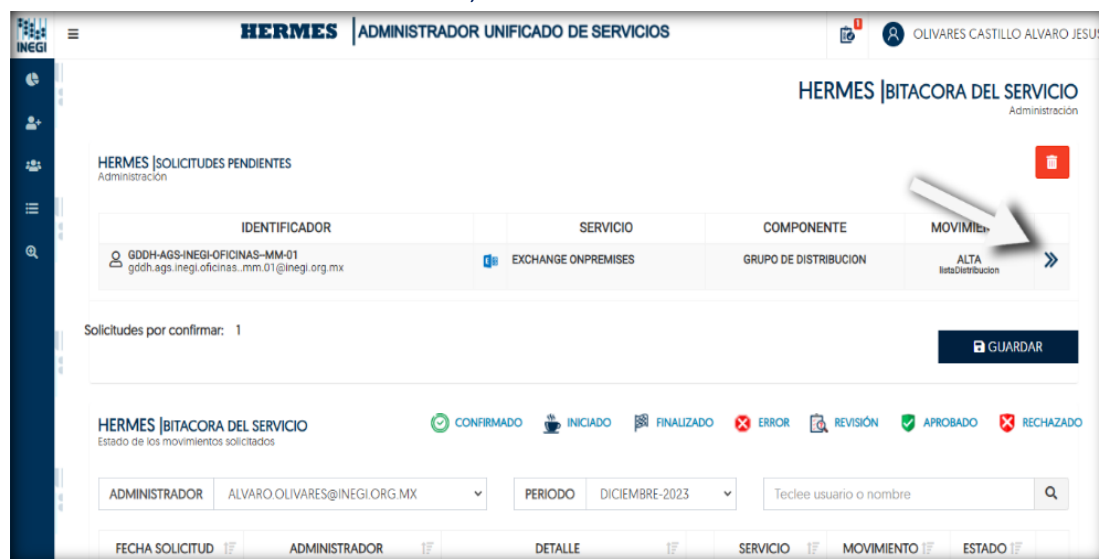 INEGI
HERMES |ADMINISTRADOR UNIFICADO DE SERVICIOS
1
OLIVARES CASTILLO ALVARO JESUS
HERMES |BITACORA DEL SERVICIO
Administración
HERMES |SOLICITUDES PENDIENTES
Administración
IDENTIFICADOR SERVICIO COMPONENTE
GDDH-AGS-INEGI-OFICINAS--MM-01 EXCHANGE ONPREMISES GRUPO DE DISTRIBUCION ALTA
gddh.ags.inegi.oficinas..mm.01@inegi.org.mx listaDistribucion
Solicitudes por confirmar: 1
GUARDAR
HERMES |BITACORA DEL SERVICIO
Estado de los movimientos solicitados
CONFIRMADO INICIADO FINALIZADO ERROR REVISIÓN APROBADO RECHAZADO
ADMINISTRADOR ALVARO.OLIVARES@INEGI.ORG.MX PERIODO DICIEMBRE-2023 Teclee usuario o nombre
FECHA SOLICITUD ADMINISTRADOR DETALLE SERVICIO MOVIMIENTO ESTADO